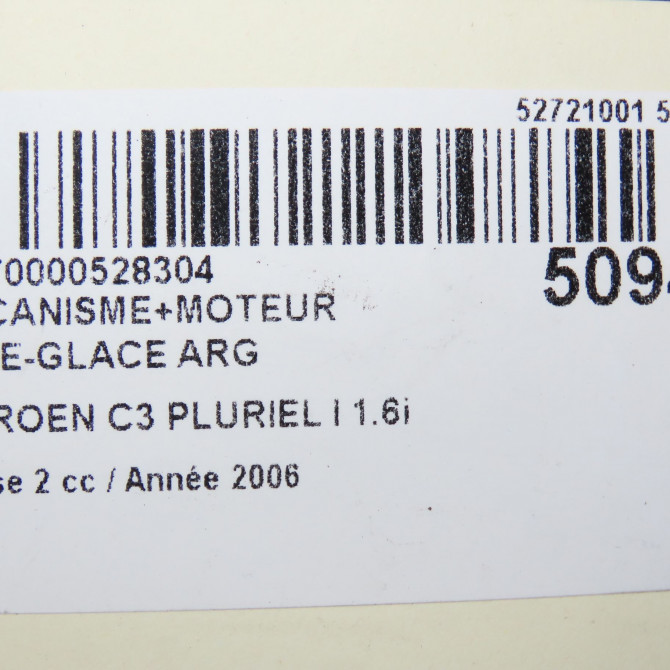 52721001 5
70000528304
509
CANISME+MOTEUR
E-GLACE ARG
ROEN C3 PLURIEL I 1.6i
se 2 cc / Année 2006